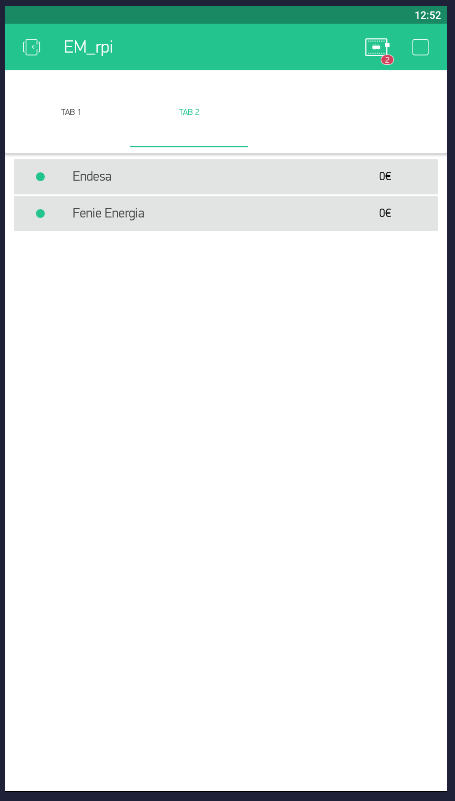 12:52
EM_rpi
2
TAB 1 TAB 2
Endesa 0€
Fenie Energia 0€